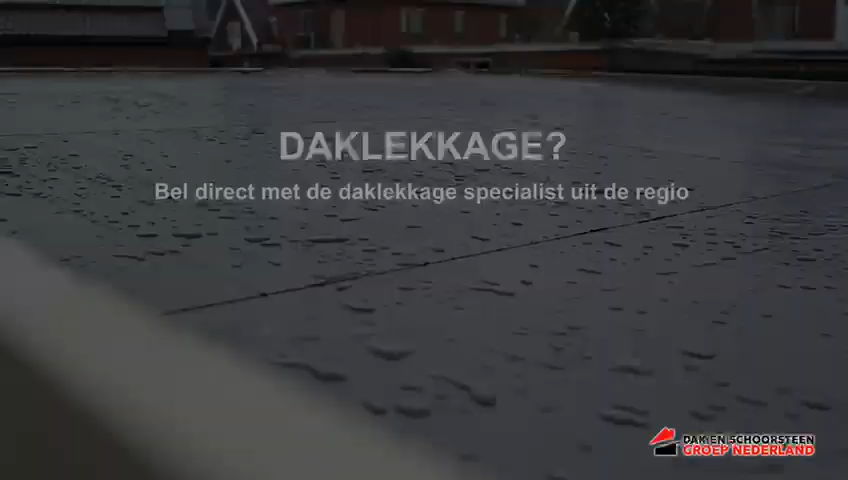 DAKLEKKAGE?
Bel direct met de daklekkage specialist uit de regio
DAK EN SCHOORSTEEN
GROEP NEDERLAND